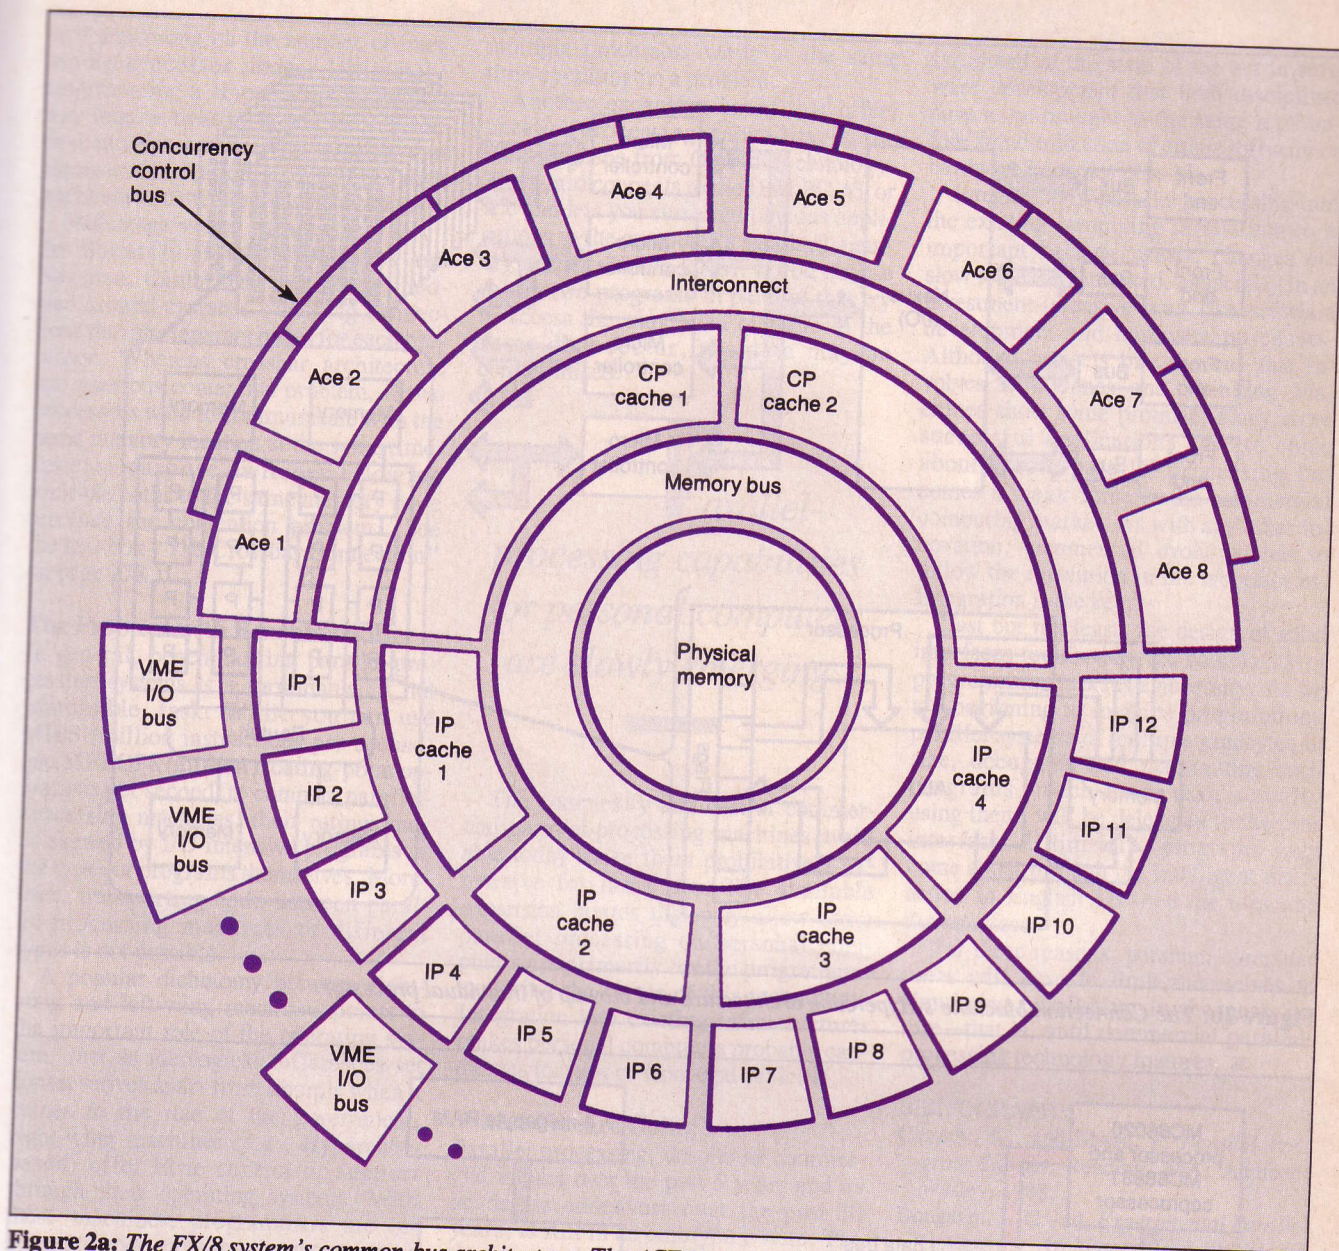 Concurrency
control
bus
Ace 1
Ace 2
Ace 3
Ace 4
Ace 5
Ace 6
Ace 7
Ace 8
Interconnect
CP
cache 1
CP
cache 2
Memory bus
Physical
memory
VME
I/O
bus
VME
I/O
bus
VME
I/O
bus
IP 1
IP 2
IP 3
IP 4
IP 5
IP 6
IP 7
IP 8
IP 9
IP 10
IP 11
IP 12
IP
cache
1
IP
cache
2
IP
cache
3
IP
cache
4
Figure 2a: The FX/8 system's common bus architecture. The